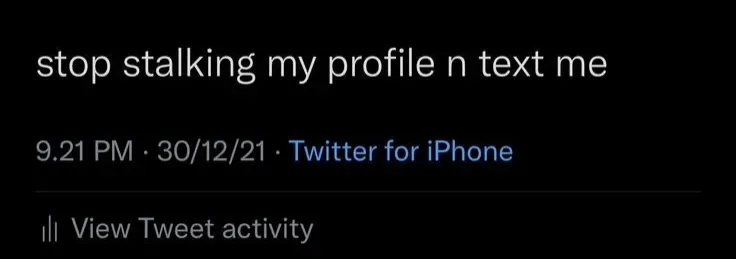 stop stalking my profile n text me
9.21 PM · 30/12/21 · Twitter for iPhone
View Tweet activity